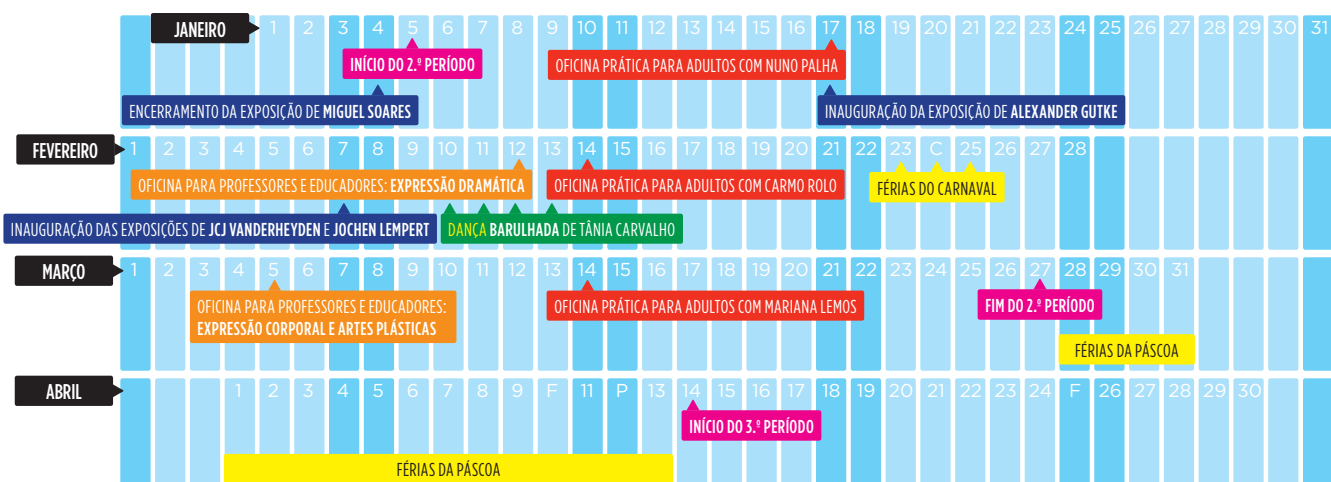 JANEIRO 1 2 3 4 5 6 7 8 9 10 11 12 13 14 15 16 17 18 19 20 21 22 23 24 25 26 27 28 29 30 31
INÍCIO DO 2.º PERÍODO
OFICINA PRÁTICA PARA ADULTOS COM NUNO PALHA
ENCERRAMENTO DA EXPOSIÇÃO DE MIGUEL SOARES
INAUGURAÇÃO DA EXPOSIÇÃO DE ALEXANDER GUTKE
FEVEREIRO 1 2 3 4 5 6 7 8 9 10 11 12 13 14 15 16 17 18 19 20 21 22 23 C 25 26 27 28
OFICINA PARA PROFESSORES E EDUCADORES: EXPRESSÃO DRAMÁTICA
OFICINA PRÁTICA PARA ADULTOS COM CARMO ROLO
FÉRIAS DO CARNAVAL
INAUGURAÇÃO DAS EXPOSIÇÕES DE JCJ VANDERHEYDEN E JOCHEN LEMPERT
DANÇA BARULHADA DE TÂNIA CARVALHO
MARÇO 1 2 3 4 5 6 7 8 9 10 11 12 13 14 15 16 17 18 19 20 21 22 23 24 25 26 27 28 29 30 31
OFICINA PARA PROFESSORES E EDUCADORES:
EXPRESSÃO CORPORAL E ARTES PLÁSTICAS
OFICINA PRÁTICA PARA ADULTOS COM MARIANA LEMOS
FIM DO 2.º PERÍODO
FÉRIAS DA PÁSCOA
ABRIL 1 2 3 4 5 6 7 8 9 F 11 P 13 14 15 16 17 18 19 20 21 22 23 24 F 26 27 28 29 30
INÍCIO DO 3.º PERÍODO
FÉRIAS DA PÁSCOA